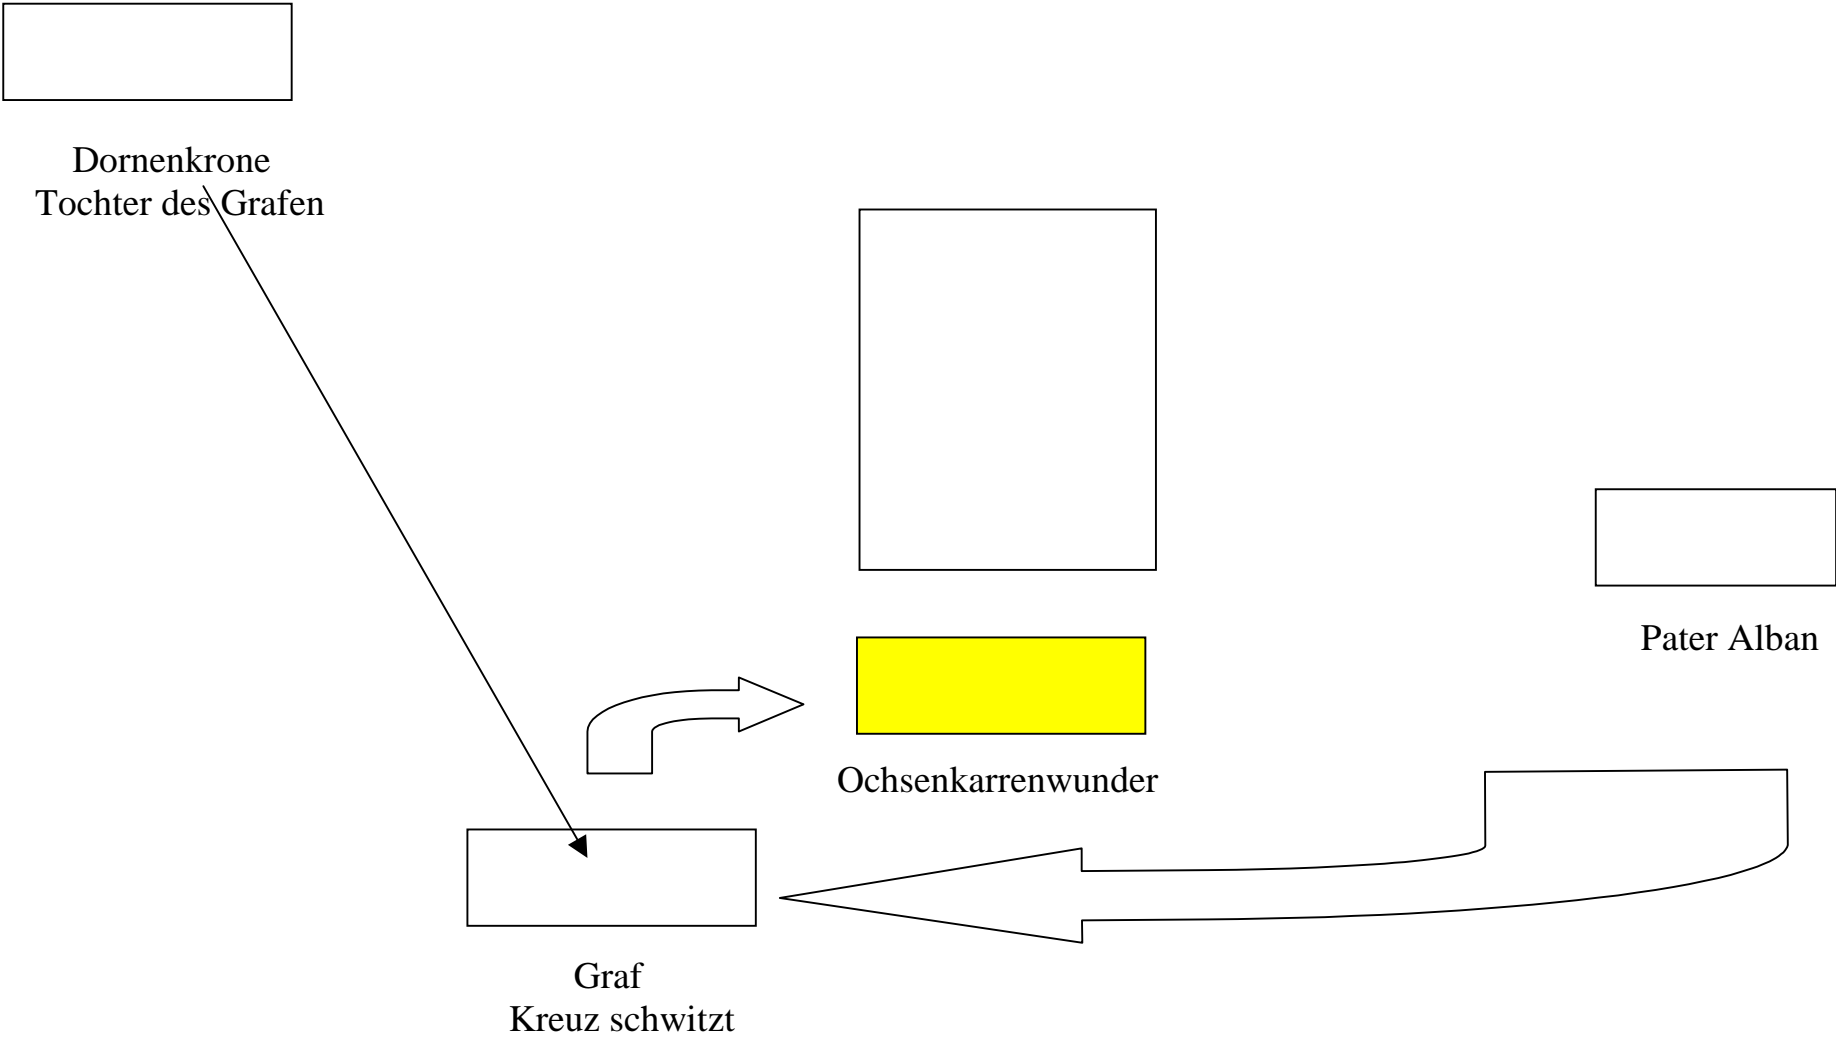 Dornenkrone
Tochter des Grafen
Pater Alban
Ochsenkarrenwunder
Graf
Kreuz schwitzt